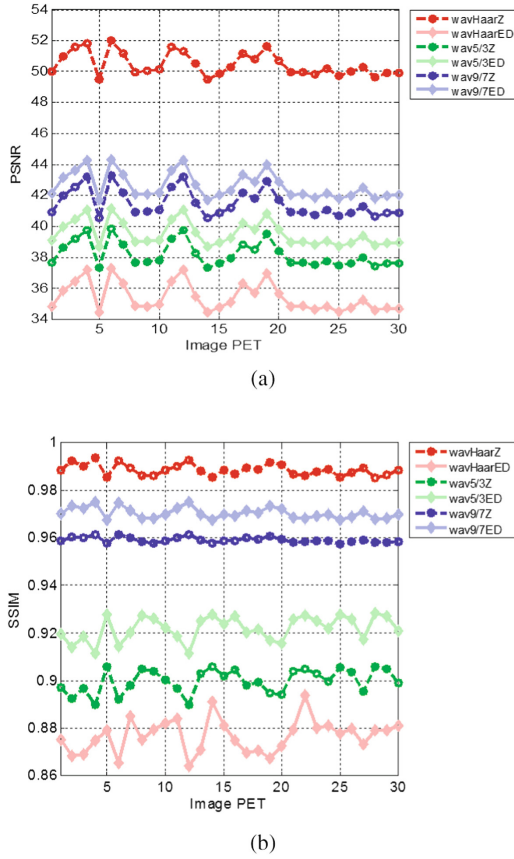 54
52
50
48
46
44
42
40
38
36
34
PSNR
5
10
15
20
25
30
Image PET
wavHaarZ
wavHaarED
wav5/3Z
wav5/3ED
wav9/7Z
wav9/7ED
(a)
1
0.98
0.96
0.94
0.92
0.9
0.88
0.86
SSIM
5
10
15
20
25
30
Image PET
wavHaarZ
wavHaarED
wav5/3Z
wav5/3ED
wav9/7Z
wav9/7ED
(b)